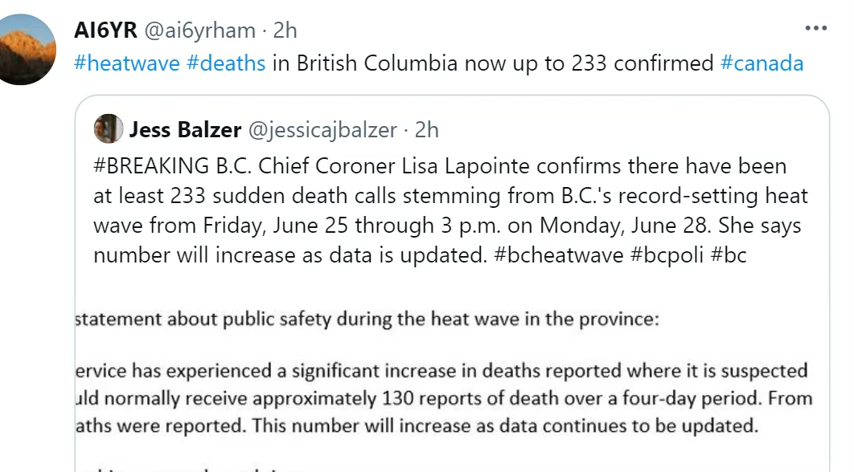 AI6YR @ai6yrham · 2h
#heatwave #deaths in British Columbia now up to 233 confirmed #canada
Jess Balzer @jessicajbalzer · 2h
#BREAKING B.C. Chief Coroner Lisa Lapointe confirms there have been
at least 233 sudden death calls stemming from B.C.'s record-setting heat
wave from Friday, June 25 through 3 p.m. on Monday, June 28. She says
number will increase as data is updated. #bcheatwave #bcpoli #bc
statement about public safety during the heat wave in the province:
ervice has experienced a significant increase in deaths reported where it is suspected
uld normally receive approximately 130 reports of death over a four-day period. From
aths were reported. This number will increase as data continues to be updated.